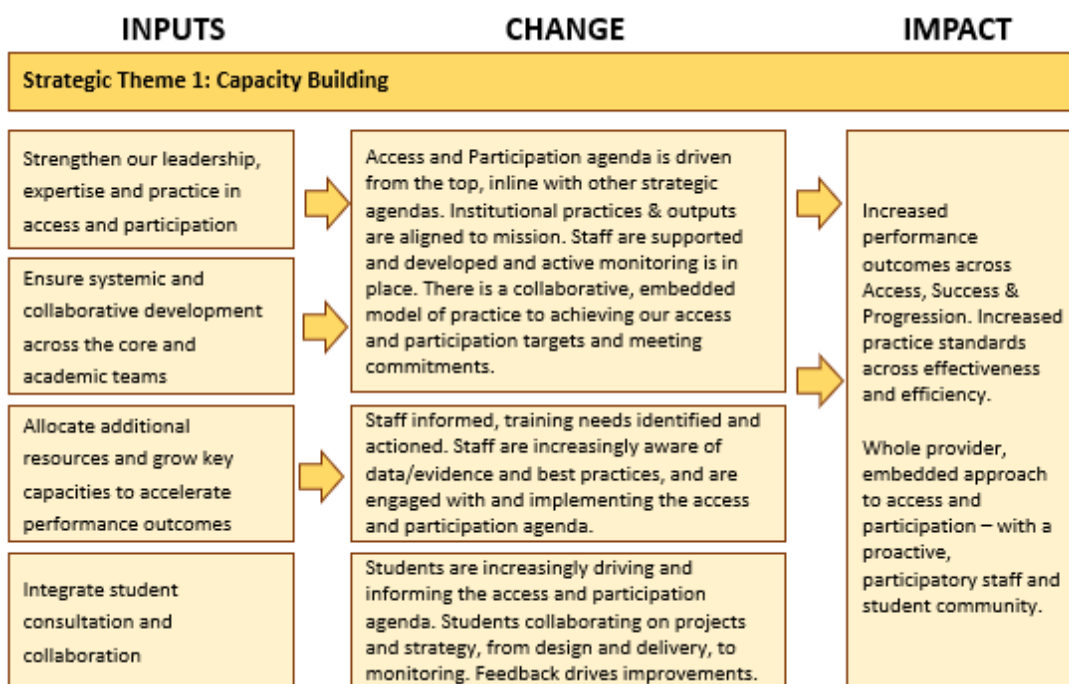 INPUTS
CHANGE
IMPACT
Strategic Theme 1: Capacity Building
Strengthen our leadership,
expertise and practice in
access and participation
Ensure systemic and
collaborative development
across the core and
academic teams
Allocate additional
resources and grow key
capacities to accelerate
performance outcomes
Integrate student
consultation and
collaboration
Access and Participation agenda is driven
from the top, inline with other strategic
agendas. Institutional practices & outputs
are aligned to mission. Staff are supported
and developed and active monitoring is in
place. There is a collaborative, embedded
model of practice to achieving our access
and participation targets and meeting
commitments.
Staff informed, training needs identified and
actioned. Staff are increasingly aware of
data/evidence and best practices, and are
engaged with and implementing the access
and participation agenda.
Students are increasingly driving and
informing the access and participation
agenda. Students collaborating on projects
and strategy, from design and delivery, to
monitoring. Feedback drives improvements.
Increased
performance
outcomes across
Access, Success &
Progression. Increased
practice standards
across effectiveness
and efficiency.
Whole provider,
embedded approach
to access and
participation – with a
proactive,
participatory staff and
student community.